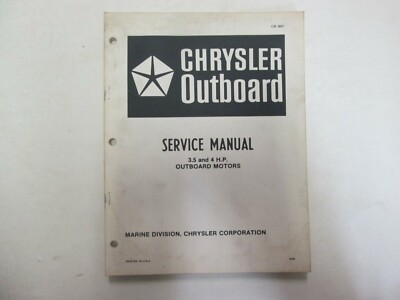 CHRYSLER
Outboard
SERVICE MANUAL
3.5 and 4 H.P.
OUTBOARD MOTORS
MARINE DIVISION, CHRYSLER CORPORATION